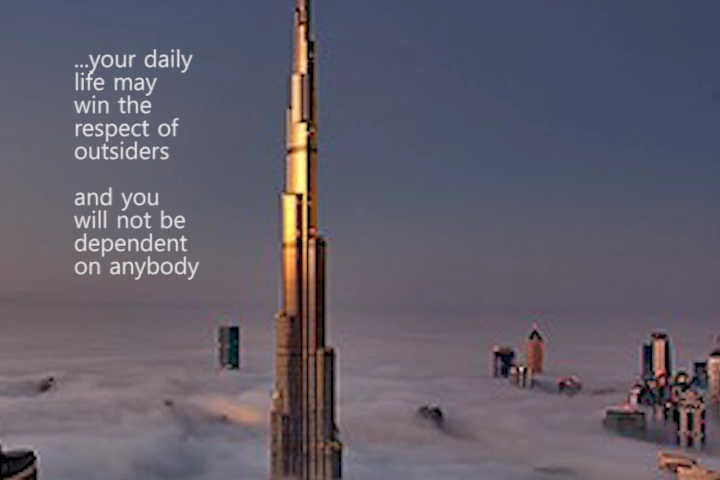 ...your daily
life may
win the
respect of
outsiders
and you
will not be
dependent
on anybody